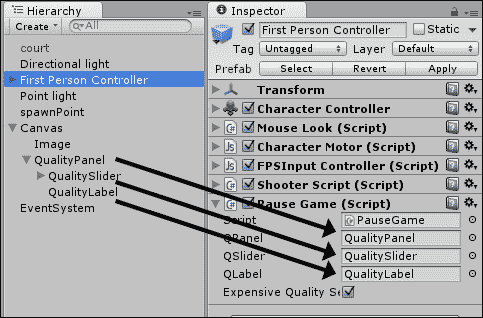 Hierarchy
Create
All
court
Directional light
First Person Controller
Point light
spawnPoint
Canvas
Image
QualityPanel
QualitySlider
QualityLabel
EventSystem
Inspector
First Person Controller
Static
Tag Untagged Layer Default
Prefab Select Revert Apply
Transform
Character Controller
Mouse Look (Script)
Character Motor (Script)
FPSInput Controller (Script)
Shooter Script (Script)
Pause Game (Script)
Script PauseGame
QPanel QualityPanel
QSlider QualitySlider
QLabel QualityLabel
Expensive Quality Se